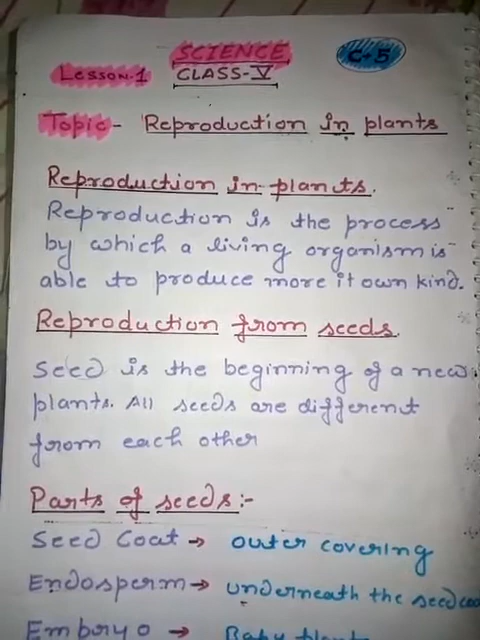 SCIENCE
C-5
Lesson-1
CLASS-V
Topic- Reproduction in plants
Reproduction in plants.
Reproduction is the process
by which a living organism is
able to produce more it own kind.
Reproduction from seeds.
Seed is the beginning of a new
plants. All seeds are different
from each other
Parts of seeds:-
Seed Coat → outer covering
Endosperm → underneath the seed
Embryo → Baby